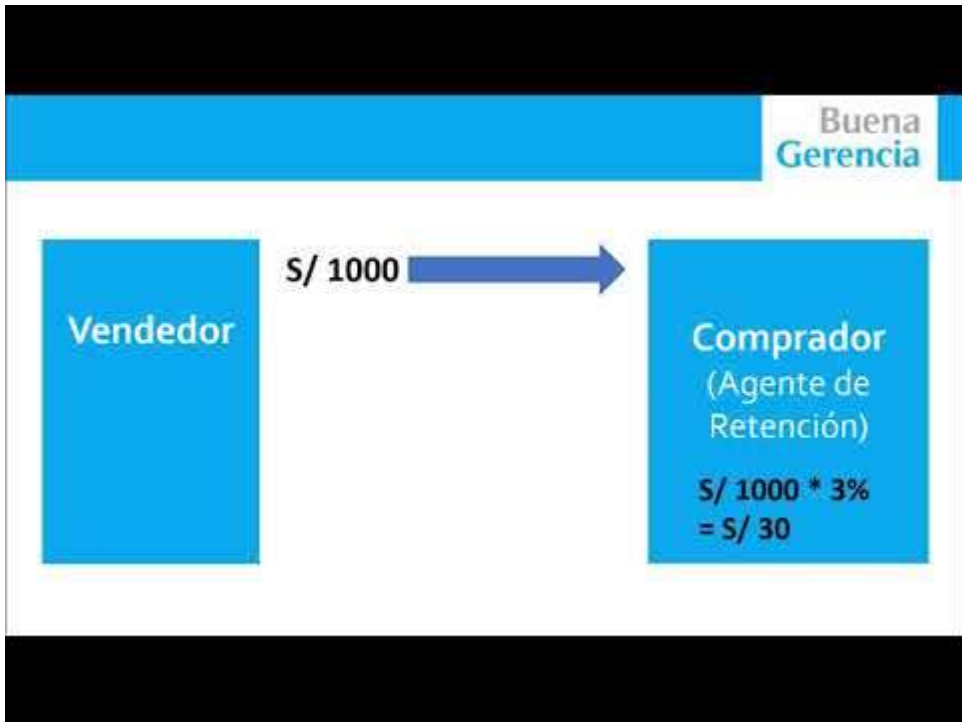 Buena
Gerencia
Vendedor
S/ 1000
Comprador
(Agente de
Retención)
S/ 1000 * 3%
= S/ 30